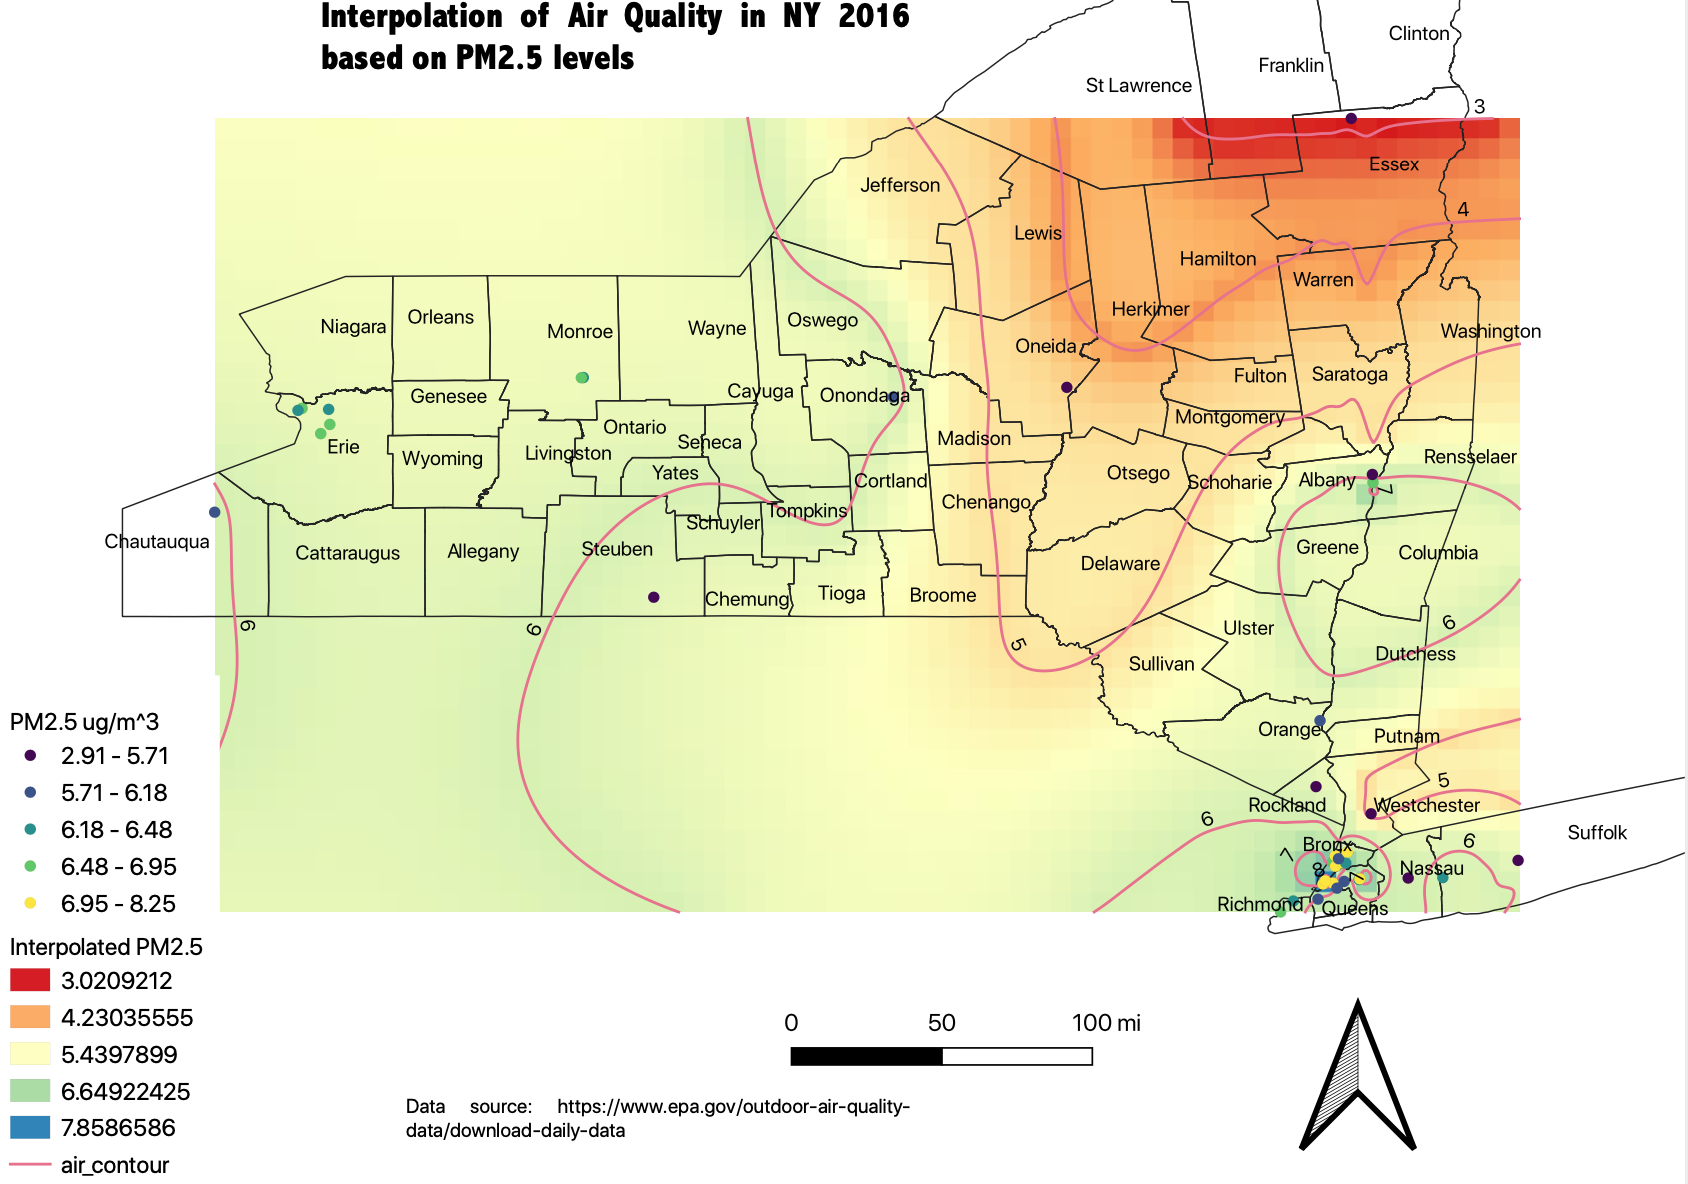 Interpolation of Air Quality in NY 2016
based on PM2.5 levels
Clinton
Franklin
St Lawrence
3
Essex
Jefferson
4
Lewis
Hamilton
Warren
Herkimer
Niagara
Orleans
Monroe
Wayne
Oswego
Oneida
Washington
Genesee
Cayuga
Onondaga
Fulton
Saratoga
Montgomery
Erie
Wyoming
Livingston
Ontario
Seneca
Yates
Madison
Otsego
Schoharie
Albany
7
Rensselaer
Cortland
Chenango
Schuyler
Tompkins
Chautauqua
Cattaraugus
Allegany
Steuben
Delaware
Greene
Columbia
Chemung
Tioga
Broome
6
6
5
Ulster
6
Sullivan
Dutchess
Orange
Putnam
5
Rockland
Westchester
6
Suffolk
Bronx
6
7
8
7
Nassau
Richmond
Queens
PM2.5 ug/m^3
2.91 - 5.71
5.71 - 6.18
6.18 - 6.48
6.48 - 6.95
6.95 - 8.25
Interpolated PM2.5
3.0209212
4.23035555
5.4397899
6.64922425
7.8586586
air_contour
0 50 100 mi
Data source: https://www.epa.gov/outdoor-air-quality-
data/download-daily-data